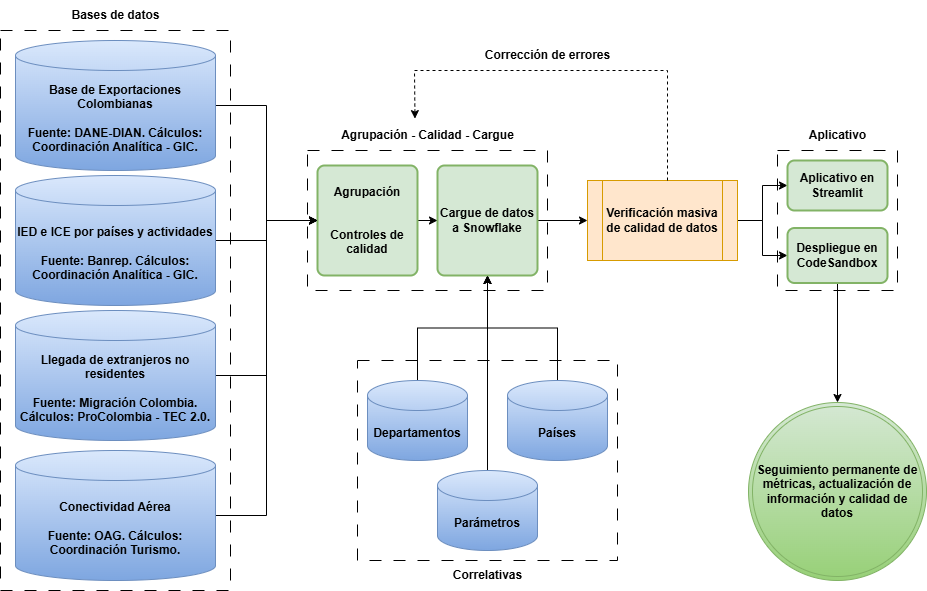 Bases de datos
Base de Exportaciones
Colombianas
Fuente: DANE-DIAN. Cálculos:
Coordinación Analítica - GIC.
IED e ICE por países y actividades
Fuente: Banrep. Cálculos:
Coordinación Analítica - GIC.
Llegada de extranjeros no
residentes
Fuente: Migración Colombia.
Cálculos: ProColombia - TEC 2.0.
Conectividad Aérea
Fuente: OAG. Cálculos:
Coordinación Turismo.
Corrección de errores
Agrupación - Calidad - Cargue
Agrupación
Controles de
calidad
Cargue de datos
a Snowflake
Verificación masiva
de calidad de datos
Aplicativo
Aplicativo en
Streamlit
Despliegue en
CodeSandbox
Departamentos
Países
Parámetros
Correlativas
Seguimiento permanente de
métricas, actualización de
información y calidad de
datos